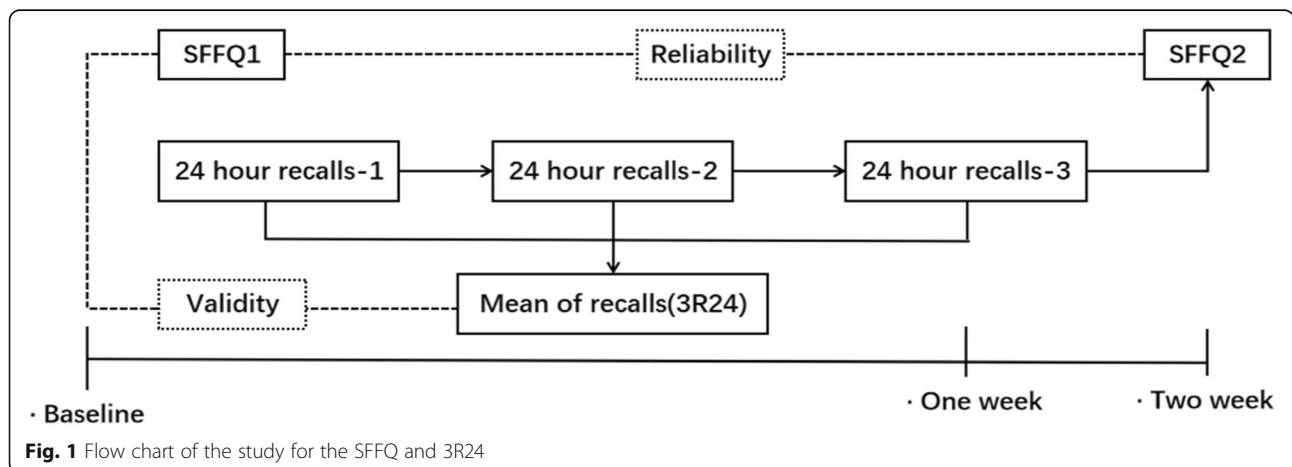 SFFQ1
Reliability
SFFQ2
24 hour recalls-1
24 hour recalls-2
24 hour recalls-3
Validity
Mean of recalls(3R24)
· Baseline
· One week
· Two week
Fig. 1 Flow chart of the study for the SFFQ and 3R24